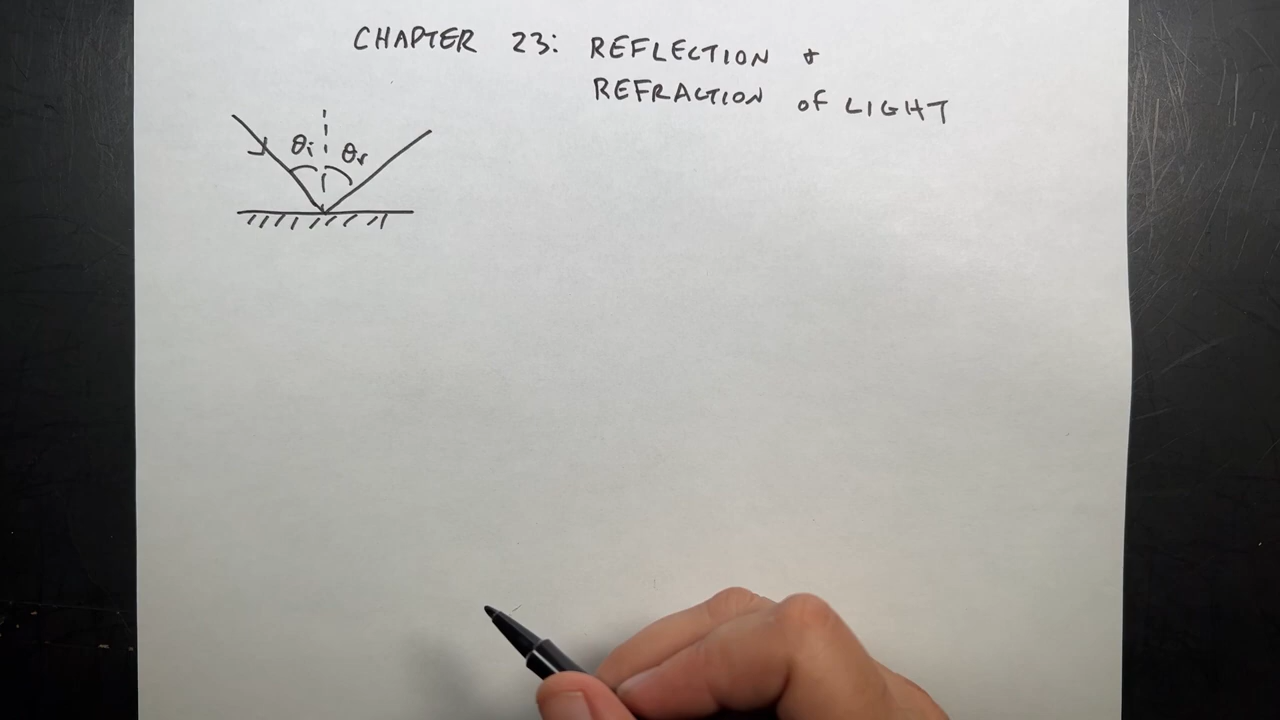 CHAPTER 23: REFLECTION +
REFRACTION of LIGHT
θi θr